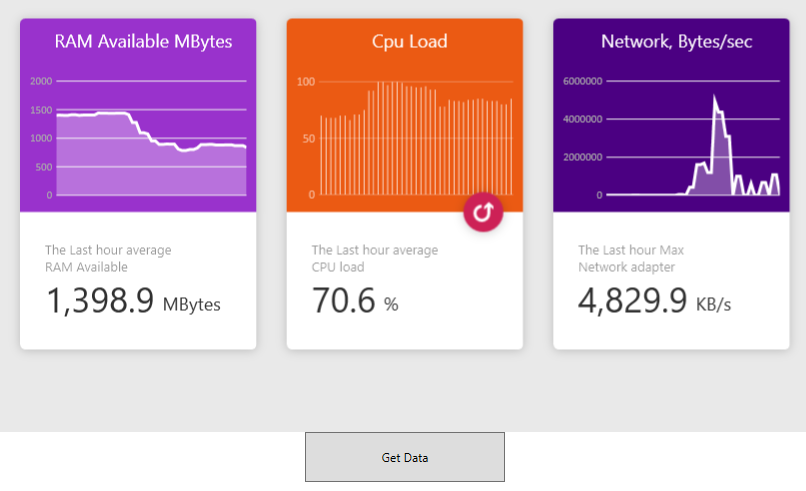 RAM Available MBytes
2000
1500
1000
500
0
The Last hour average
RAM Available
1,398.9 MBytes
Cpu Load
100
50
0
The Last hour average
CPU load
70.6 %
Network, Bytes/sec
6000000
4000000
2000000
0
The Last hour Max
Network adapter
4,829.9 KB/s
Get Data